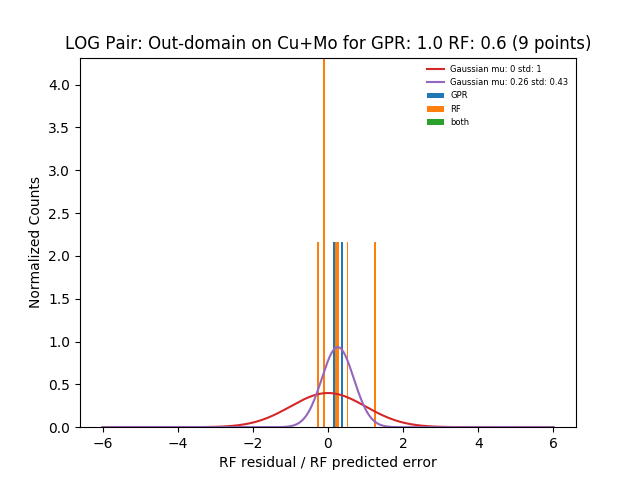 LOG Pair: Out-domain on Cu+Mo for GPR: 1.0 RF: 0.6 (9 points)
Gaussian mu: 0 std: 1
Gaussian mu: 0.26 std: 0.43
GPR
RF
both
Normalized Counts
4.0
3.5
3.0
2.5
2.0
1.5
1.0
0.5
0.0
−6 −4 −2 0 2 4 6
RF residual / RF predicted error